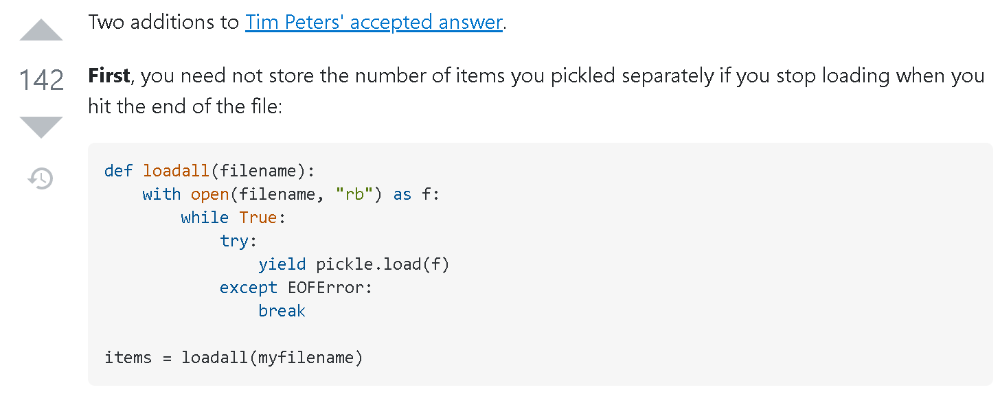 Two additions to Tim Peters' accepted answer.
142
First, you need not store the number of items you pickled separately if you stop loading when you
hit the end of the file:
def loadall(filename):
    with open(filename, "rb") as f:
        while True:
            try:
                yield pickle.load(f)
            except EOFError:
                break
items = loadall(myfilename)